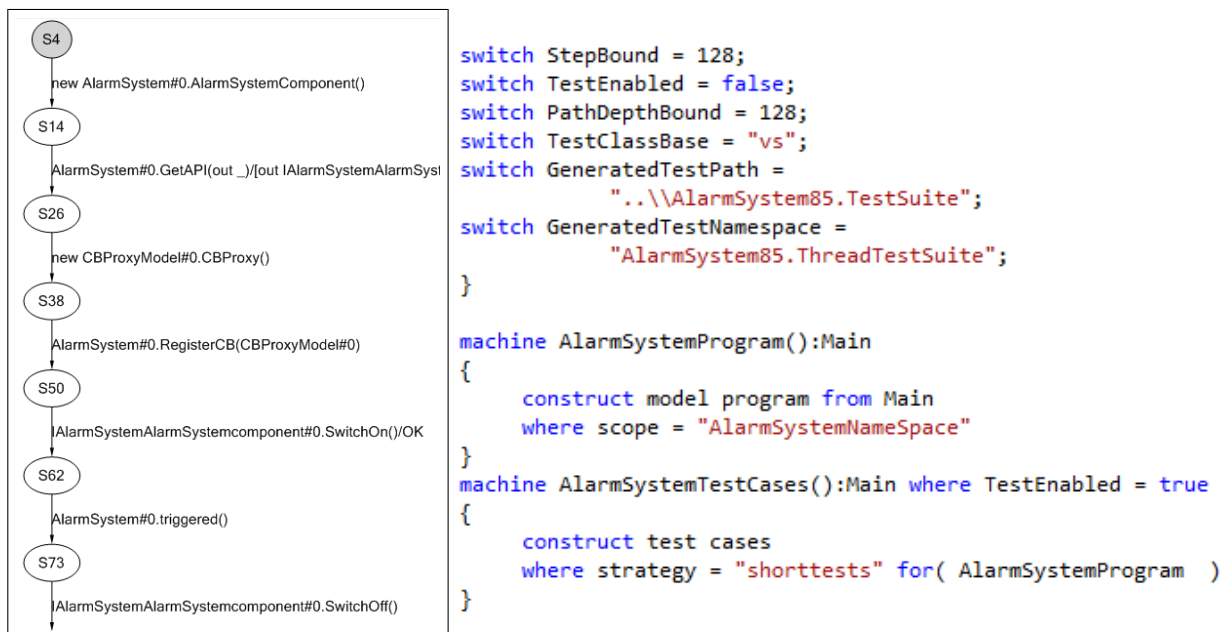 S4
new AlarmSystem#0.AlarmSystemComponent()
S14
AlarmSystem#0.GetAPI(out _)/[out IAlarmSystemAlarmSyst
S26
new CBProxyModel#0.CBProxy()
S38
AlarmSystem#0.RegisterCB(CBProxyModel#0)
S50
IAlarmSystemAlarmSystemcomponent#0.SwitchOn()/OK
S62
AlarmSystem#0.triggered()
S73
IAlarmSystemAlarmSystemcomponent#0.SwitchOff()
switch StepBound = 128;
switch TestEnabled = false;
switch PathDepthBound = 128;
switch TestClassBase = "vs";
switch GeneratedTestPath =
"..\\AlarmSystem85.TestSuite";
switch GeneratedTestNamespace =
"AlarmSystem85.ThreadTestSuite";
}
machine AlarmSystemProgram():Main
{
construct model program from Main
where scope = "AlarmSystemNameSpace"
}
machine AlarmSystemTestCases():Main where TestEnabled = true
{
construct test cases
where strategy = "shorttests" for( AlarmSystemProgram )
}